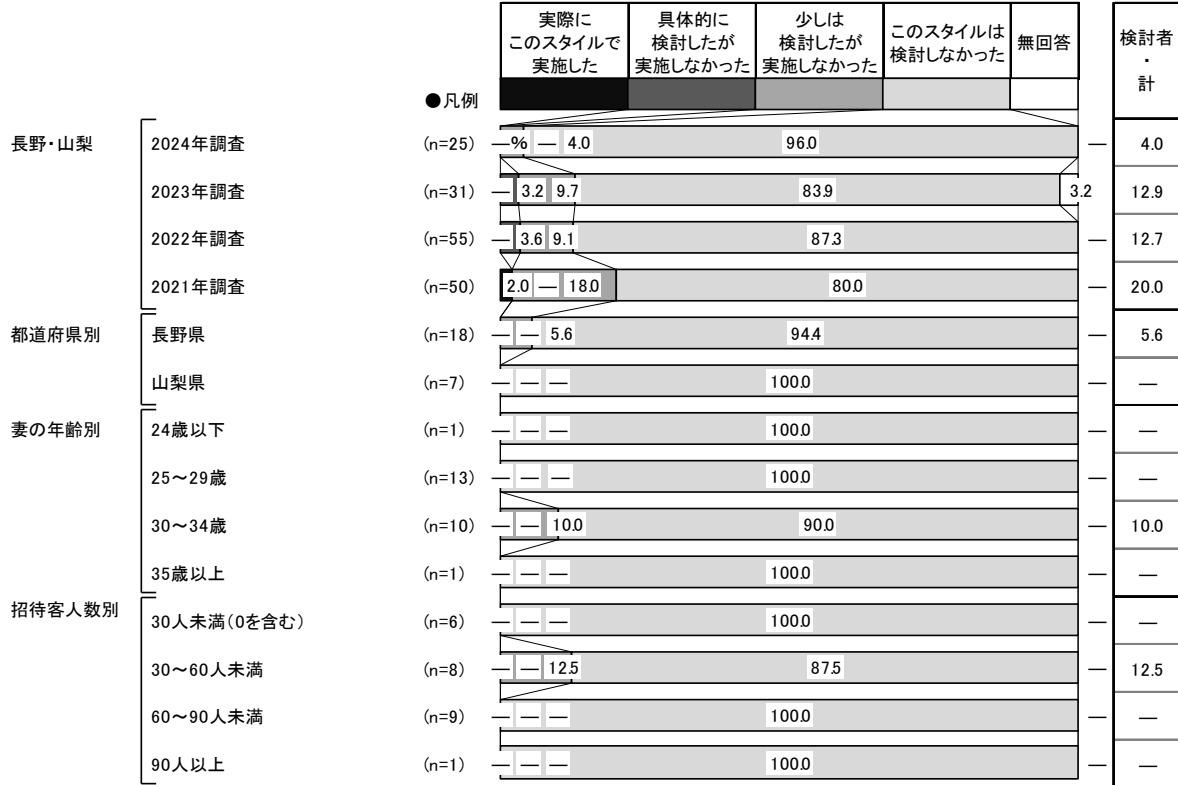 実際に
このスタイルで
実施した
具体的に
検討したが
実施しなかった
少しは
検討したが
実施しなかった
このスタイルは
検討しなかった
無回答
検討者
・
計
●凡例
長野・山梨 2024年調査 (n=25) —% — 4.0 96.0 — 4.0
2023年調査 (n=31) — 3.2 9.7 83.9 3.2 12.9
2022年調査 (n=55) — 3.6 9.1 87.3 — 12.7
2021年調査 (n=50) 2.0 — 18.0 80.0 — 20.0
都道府県別 長野県 (n=18) — — 5.6 94.4 — 5.6
山梨県 (n=7) — — — 100.0 — —
妻の年齢別 24歳以下 (n=1) — — — 100.0 — —
25~29歳 (n=13) — — — 100.0 — —
30~34歳 (n=10) — — 10.0 90.0 — 10.0
35歳以上 (n=1) — — — 100.0 — —
招待客人数別 30人未満(0を含む) (n=6) — — — 100.0 — —
30~60人未満 (n=8) — — 12.5 87.5 — 12.5
60~90人未満 (n=9) — — — 100.0 — —
90人以上 (n=1) — — — 100.0 — —